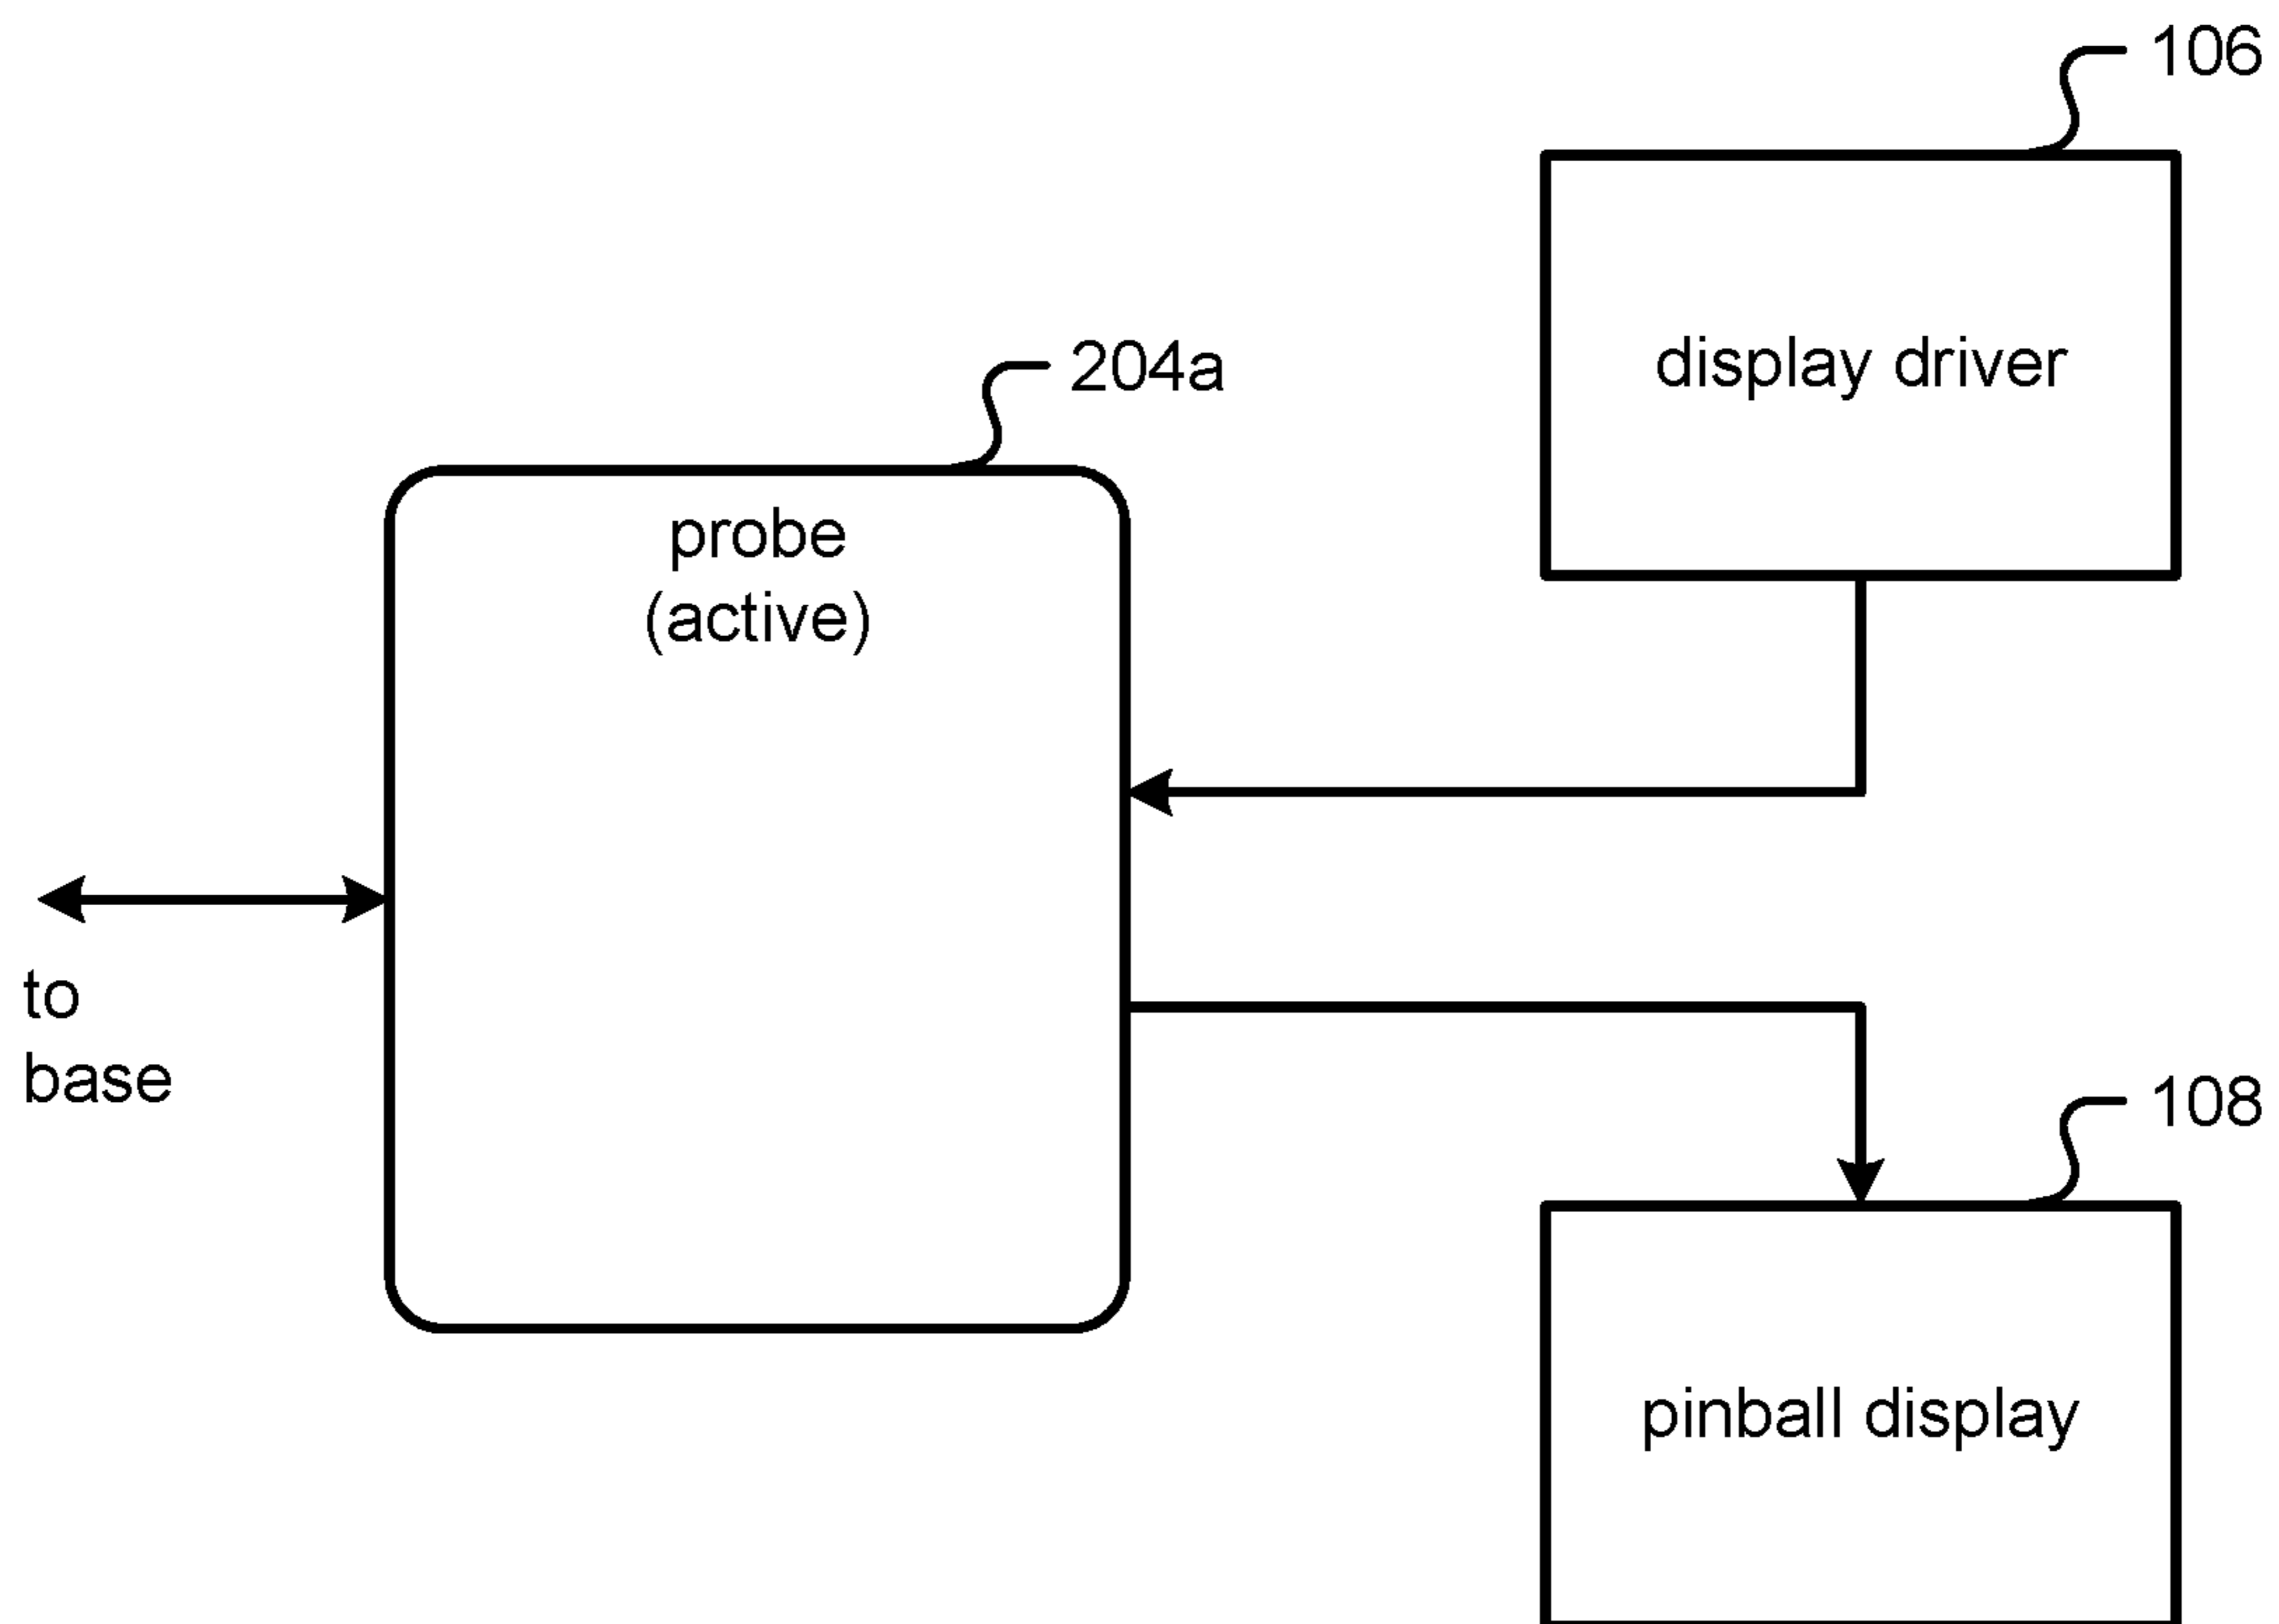 106
display driver
204a
probe
(active)
to
base
108
pinball display